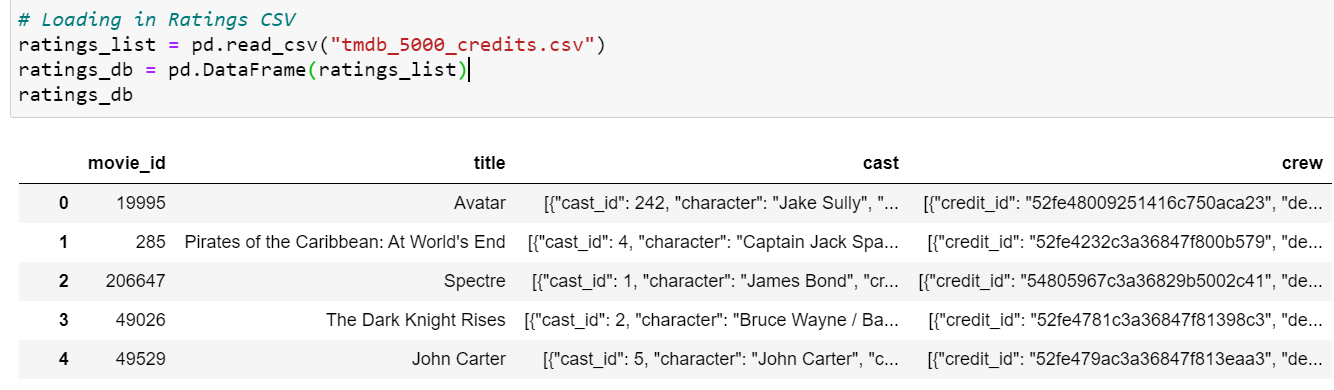 # Loading in Ratings CSV
ratings_list = pd.read_csv("tmdb_5000_credits.csv")
ratings_db = pd.DataFrame(ratings_list)
ratings_db
movie_id title cast crew
0 19995 Avatar [{"cast_id": 242, "character": "Jake Sully", "... [{"credit_id": "52fe48009251416c750aca23", "de...
1 285 Pirates of the Caribbean: At World's End [{"cast_id": 4, "character": "Captain Jack Spa... [{"credit_id": "52fe4232c3a36847f800b579", "de...
2 206647 Spectre [{"cast_id": 1, "character": "James Bond", "cr... [{"credit_id": "54805967c3a36829b5002c41", "de...
3 49026 The Dark Knight Rises [{"cast_id": 2, "character": "Bruce Wayne / Ba... [{"credit_id": "52fe4781c3a36847f81398c3", "de...
4 49529 John Carter [{"cast_id": 5, "character": "John Carter", "c... [{"credit_id": "52fe479ac3a36847f813eaa3", "de...